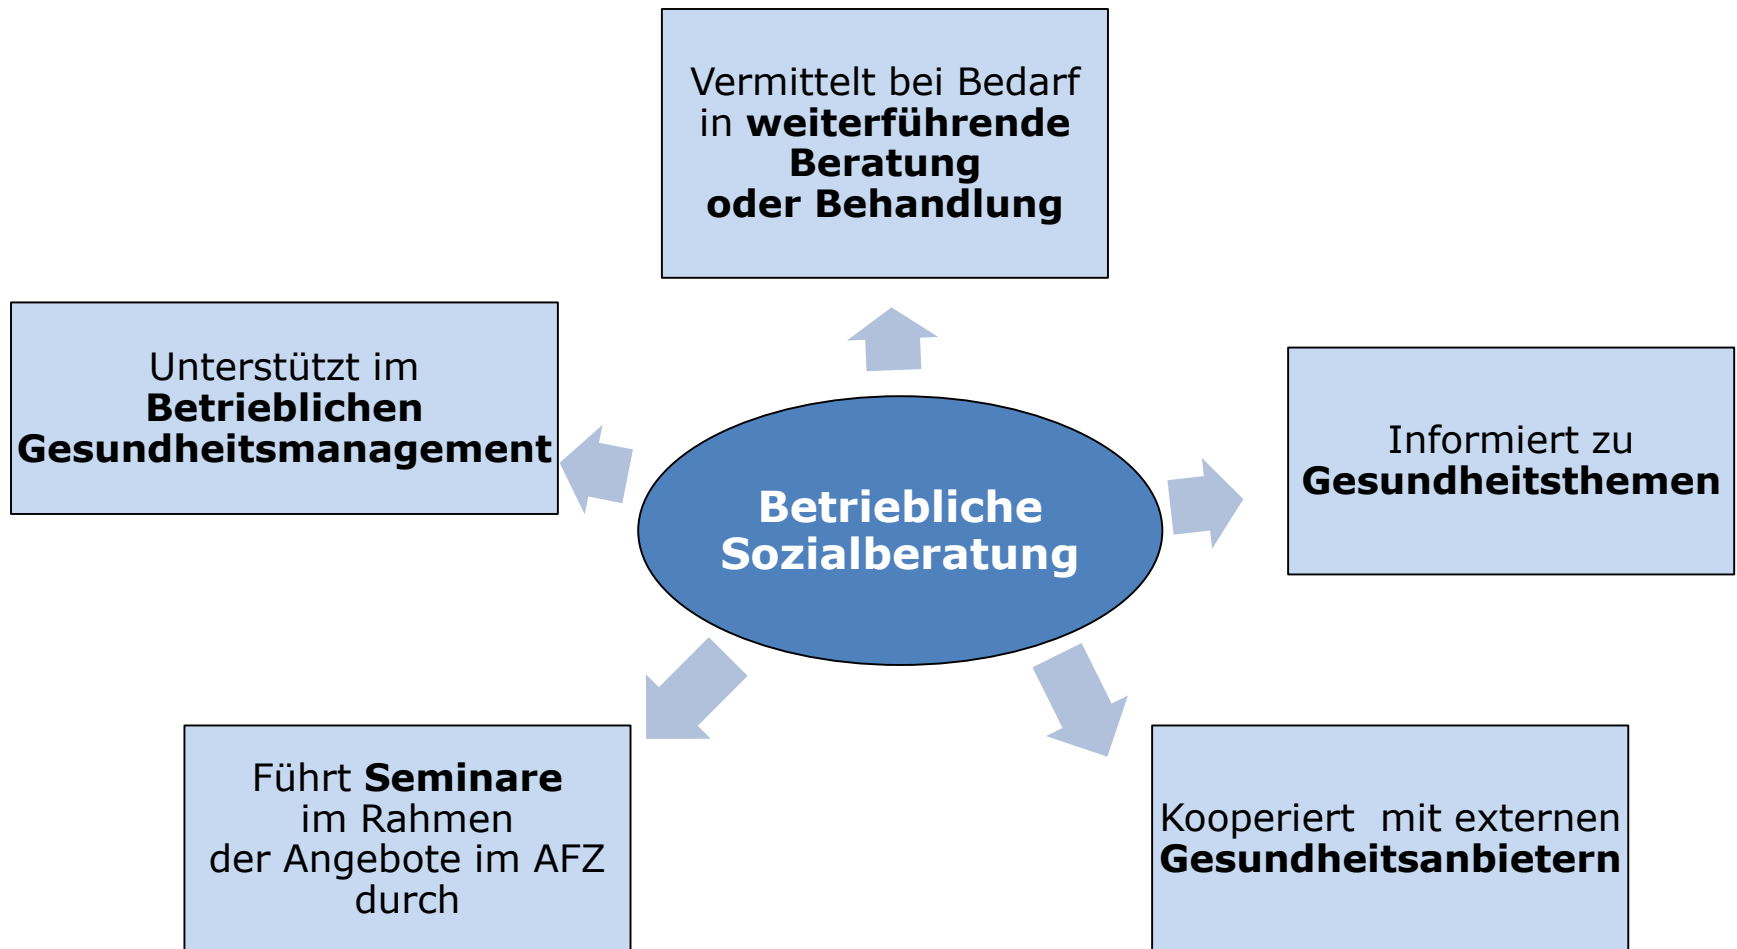 Vermittelt bei Bedarf
in weiterführende
Beratung
oder Behandlung
Unterstützt im
Betrieblichen
Gesundheitsmanagement
Informiert zu
Gesundheitsthemen
Betriebliche
Sozialberatung
Führt Seminare
im Rahmen
der Angebote im AFZ
durch
Kooperiert  mit externen
Gesundheitsanbietern